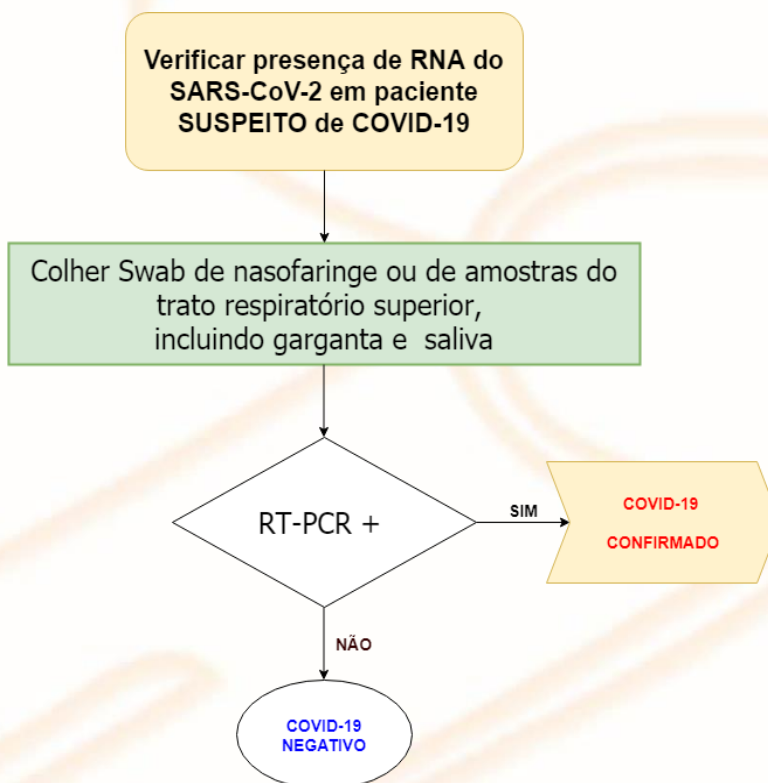 Verificar presença de RNA do
SARS-CoV-2 em paciente
SUSPEITO de COVID-19
Colher Swab de nasofaringe ou de amostras do
trato respiratório superior,
incluindo garganta e saliva
RT-PCR +
SIM
COVID-19
CONFIRMADO
NÃO
COVID-19
NEGATIVO